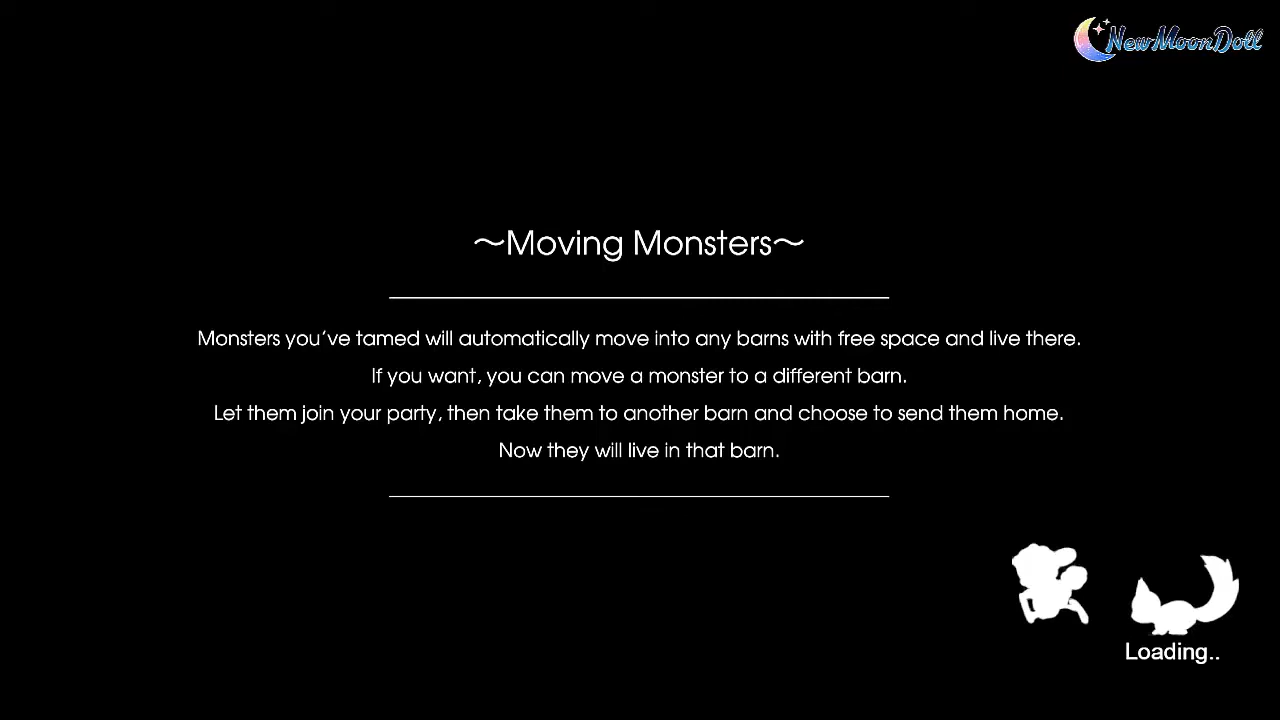 NewMoonDoll
～Moving Monsters～
Monsters you've tamed will automatically move into any barns with free space and live there.
If you want, you can move a monster to a different barn.
Let them join your party, then take them to another barn and choose to send them home.
Now they will live in that barn.
Loading..